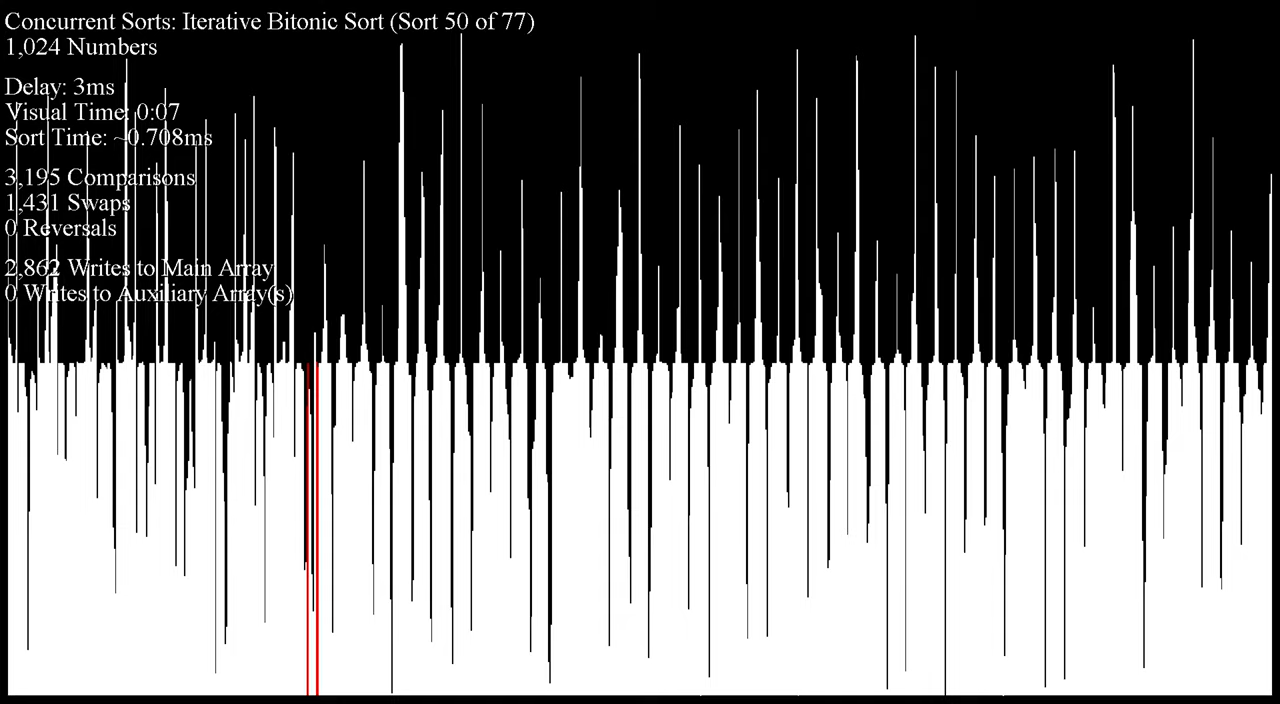 Concurrent Sorts: Iterative Bitonic Sort (Sort 50 of 77)
1,024 Numbers
Delay: 3ms
Visual Time: 0:07
Sort Time: ~0.708ms
3,195 Comparisons
1,431 Swaps
0 Reversals
2,862 Writes to Main Array
0 Writes to Auxiliary Array(s)